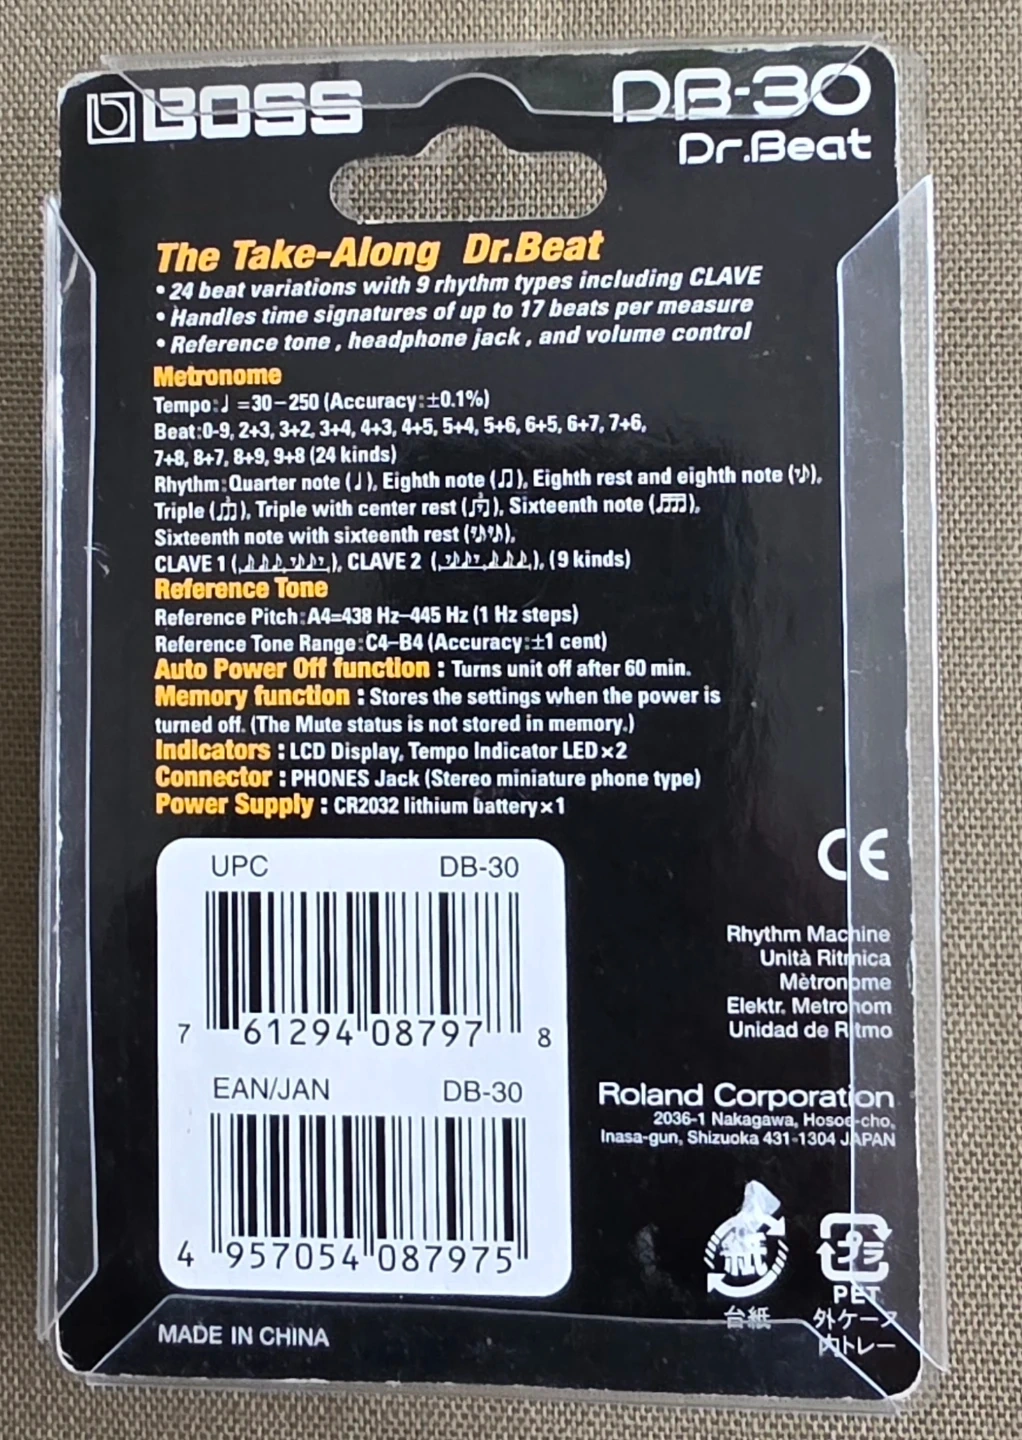 BOSS
DB-30
Dr.Beat
The Take-Along Dr.Beat
• 24 beat variations with 9 rhythm types including CLAVE
• Handles time signatures of up to 17 beats per measure
• Reference tone , headphone jack , and volume control
Metronome
Tempo:♩ =30–250 (Accuracy:±0.1%)
Beat:0-9, 2+3, 3+2, 3+4, 4+3, 4+5, 5+4, 5+6, 6+5, 6+7, 7+6,
7+8, 8+7, 8+9, 9+8 (24 kinds)
Rhythm:Quarter note (♩), Eighth note (♫), Eighth rest and eighth note (𝄾♪),
Triple (), Triple with center rest (), Sixteenth note (),
Sixteenth note with sixteenth rest (),
CLAVE 1 (), CLAVE 2 (), (9 kinds)
Reference Tone
Reference Pitch:A4=438 Hz–445 Hz (1 Hz steps)
Reference Tone Range:C4–B4 (Accuracy:±1 cent)
Auto Power Off function : Turns unit off after 60 min.
Memory function : Stores the settings when the power is
turned off. (The Mute status is not stored in memory.)
Indicators : LCD Display, Tempo Indicator LED×2
Connector : PHONES Jack (Stereo miniature phone type)
Power Supply : CR2032 lithium battery×1
UPC DB-30
7 61294 08797 8
EAN/JAN DB-30
4 957054 087975
MADE IN CHINA
CE
Rhythm Machine
Unità Ritmica
Mètronome
Elektr. Metronom
Unidad de Ritmo
Roland Corporation
2036-1 Nakagawa, Hosoe-cho,
Inasa-gun, Shizuoka 431-1304 JAPAN
紙
台紙
プラ
PET
外ケース
内トレー